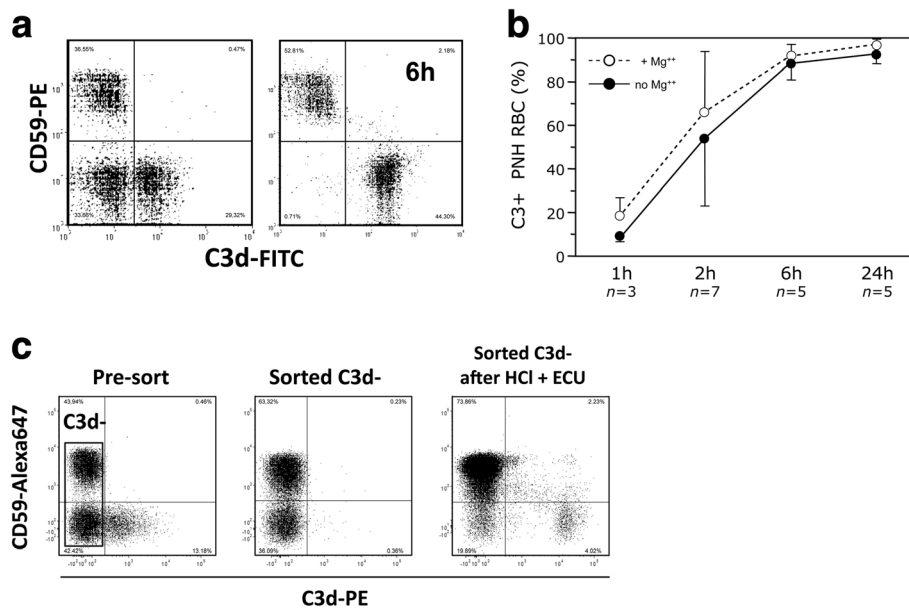 a
36.55% 0.47%
52.81% 2.18%
6h
CD59-PE
29,32%
0.71% 44.30%
C3d-FITC
b
100
80
60
40
20
0
C3+ PNH RBC (%)
+ Mg⁺⁺
no Mg⁺⁺
1h 2h 6h 24h
n=3 n=7 n=5 n=5
c
Pre-sort
Sorted C3d-
Sorted C3d-
after HCl + ECU
43.94% 0.46%
63.32% 0.23%
73.86% 2.23%
C3d-
CD59-Alexa647
42.42% 13.18%
36.09% 0.36%
19.89% 4.02%
C3d-PE